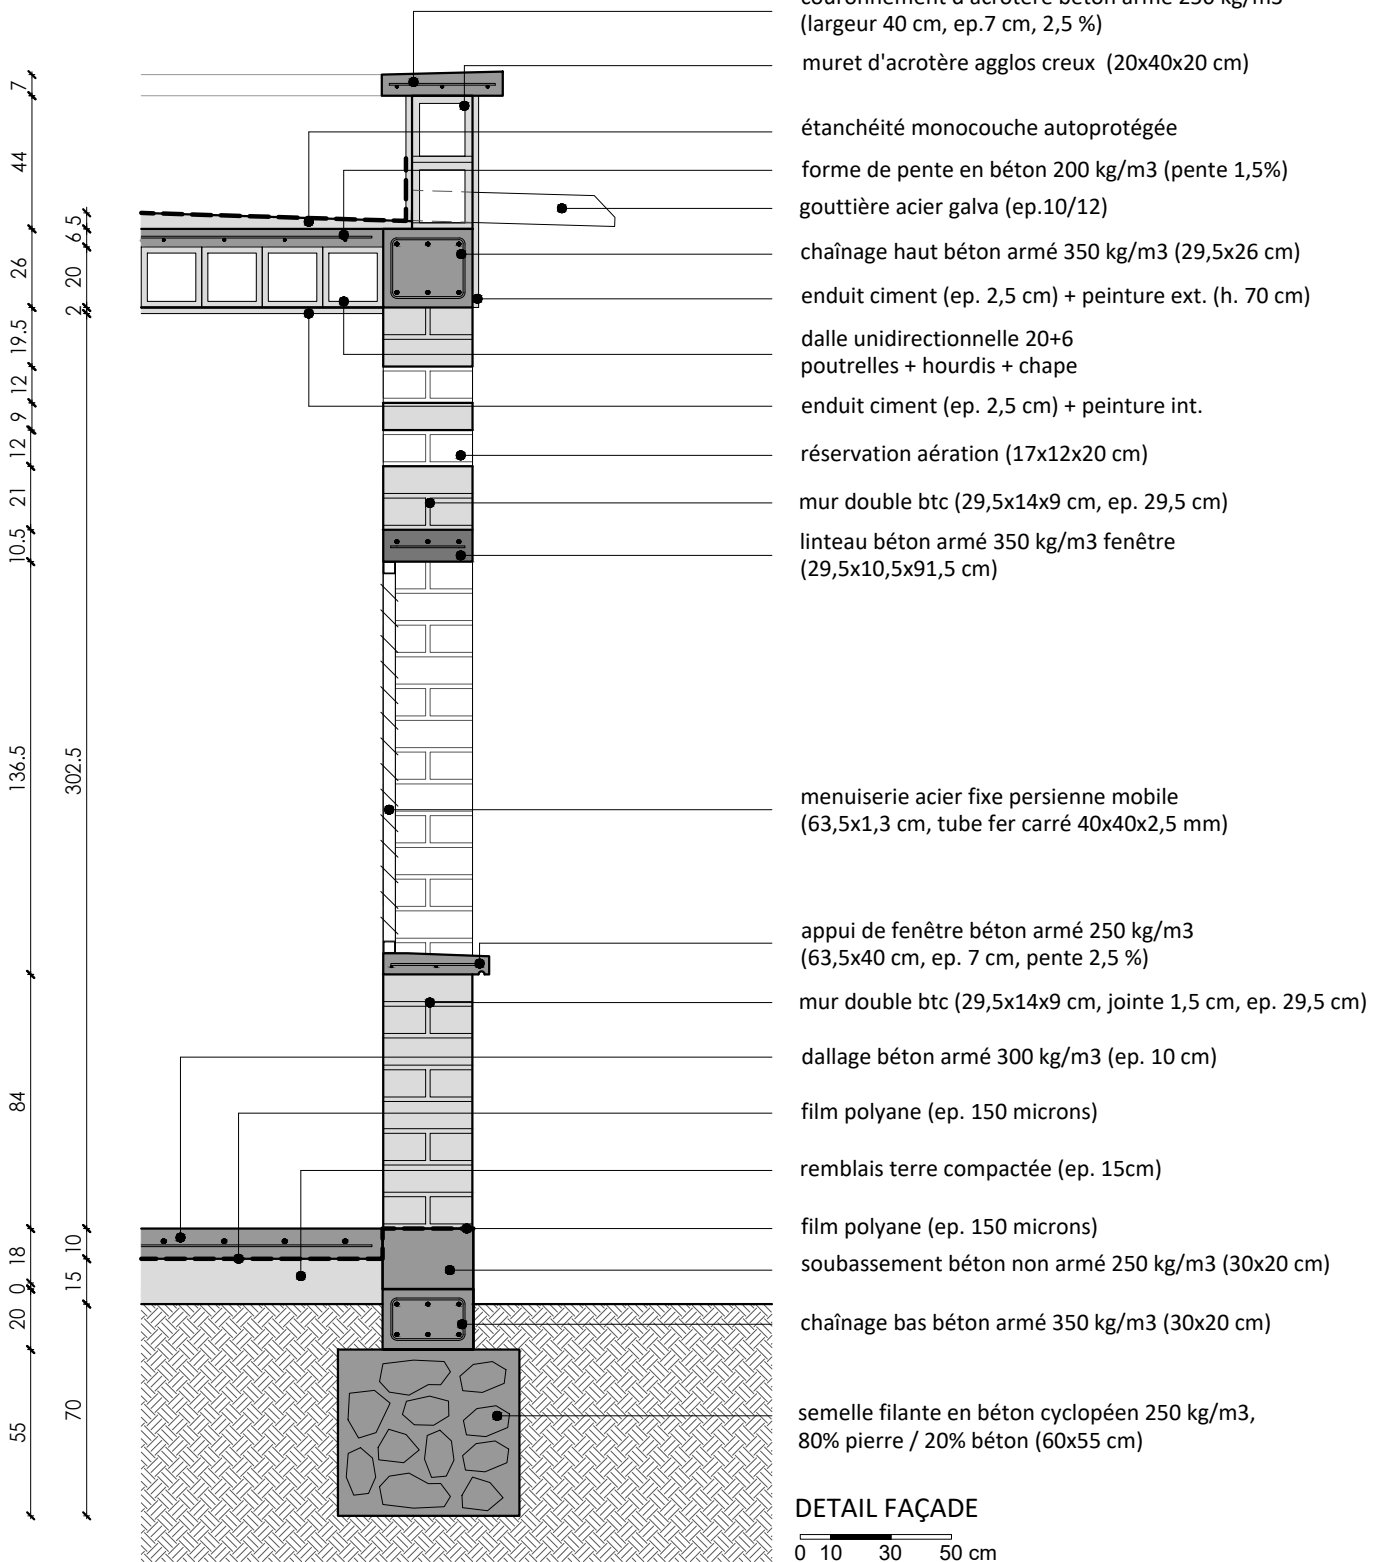 couronnement d'acrotère béton armé 250 kg/m3
(largeur 40 cm, ep.7 cm, 2,5 %)
muret d'acrotère agglos creux (20x40x20 cm)
étanchéité monocouche autoprotégée
forme de pente en béton 200 kg/m3 (pente 1,5%)
gouttière acier galva (ep.10/12)
chaînage haut béton armé 350 kg/m3 (29,5x26 cm)
enduit ciment (ep. 2,5 cm) + peinture ext. (h. 70 cm)
dalle unidirectionnelle 20+6
poutrelles + hourdis + chape
enduit ciment (ep. 2,5 cm) + peinture int.
réservation aération (17x12x20 cm)
mur double btc (29,5x14x9 cm, ep. 29,5 cm)
linteau béton armé 350 kg/m3 fenêtre
(29,5x10,5x91,5 cm)
menuiserie acier fixe persienne mobile
(63,5x1,3 cm, tube fer carré 40x40x2,5 mm)
appui de fenêtre béton armé 250 kg/m3
(63,5x40 cm, ep. 7 cm, pente 2,5 %)
mur double btc (29,5x14x9 cm, jointe 1,5 cm, ep. 29,5 cm)
dallage béton armé 300 kg/m3 (ep. 10 cm)
film polyane (ep. 150 microns)
remblais terre compactée (ep. 15cm)
film polyane (ep. 150 microns)
soubassement béton non armé 250 kg/m3 (30x20 cm)
chaînage bas béton armé 350 kg/m3 (30x20 cm)
semelle filante en béton cyclopéen 250 kg/m3,
80% pierre / 20% béton (60x55 cm)
DETAIL FAÇADE
0 10 30 50 cm
7
44
26
19.5
12
9
12
21
10.5
136.5
84
18
0
20
55
5
6
20
2
302.5
10
15
70